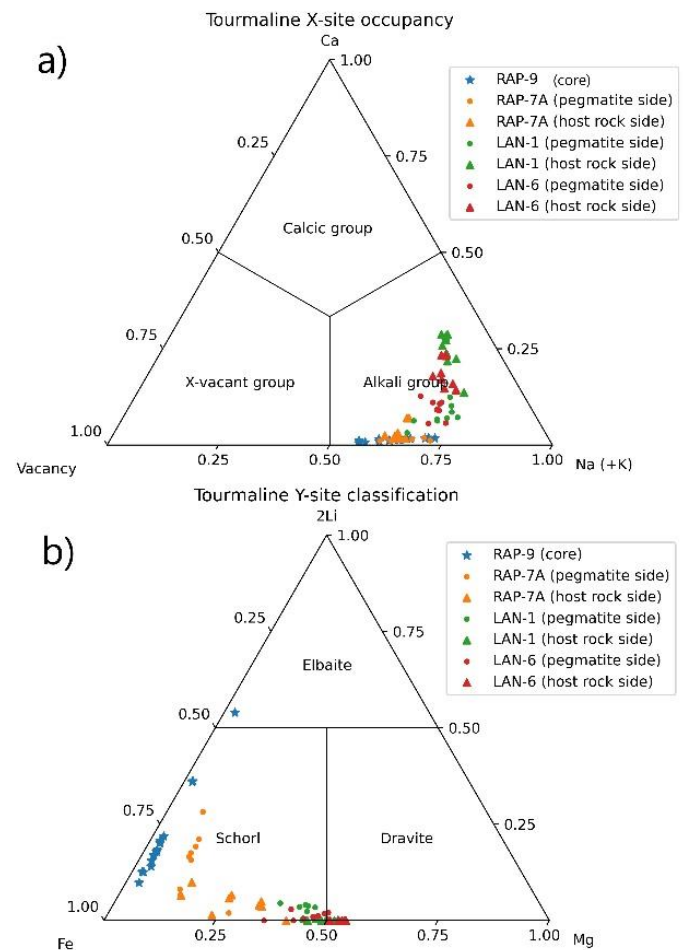 Tourmaline X-site occupancy
a)
Ca
1.00
RAP-9 (core)
RAP-7A (pegmatite side)
RAP-7A (host rock side)
LAN-1 (pegmatite side)
LAN-1 (host rock side)
LAN-6 (pegmatite side)
LAN-6 (host rock side)
0.25
0.75
Calcic group
0.50
0.50
0.75
0.25
X-vacant group
Alkali group
1.00
Vacancy
0.25
0.50
0.75
1.00
Na (+K)
Tourmaline Y-site classification
b)
2Li
1.00
RAP-9 (core)
RAP-7A (pegmatite side)
RAP-7A (host rock side)
LAN-1 (pegmatite side)
LAN-1 (host rock side)
LAN-6 (pegmatite side)
LAN-6 (host rock side)
0.25
0.75
Elbaite
0.50
0.50
0.75
0.25
Schorl
Dravite
1.00
Fe
0.25
0.50
0.75
1.00
Mg